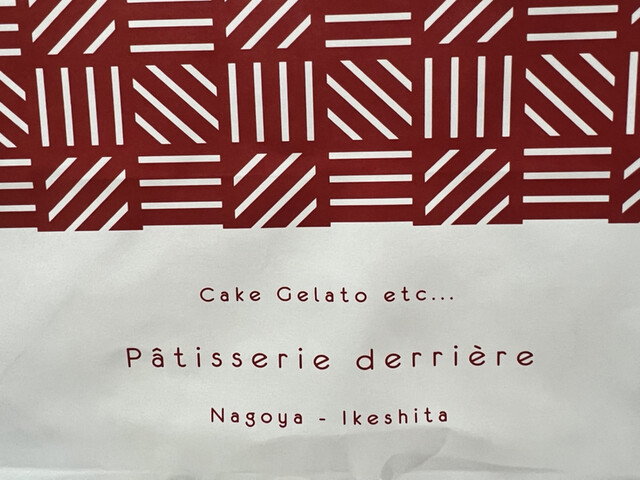 Cake Gelato etc...
Pâtisserie derrière
Nagoya - Ikeshita